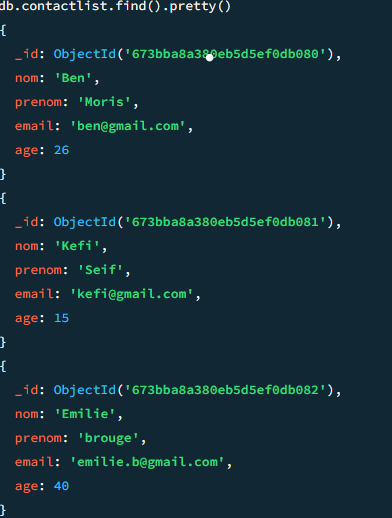 db.contactlist.find().pretty()
{
_id: ObjectId('673bba8a380eb5d5ef0db080'),
nom: 'Ben',
prenom: 'Moris',
email: 'ben@gmail.com',
age: 26
}
{
_id: ObjectId('673bba8a380eb5d5ef0db081'),
nom: 'Kefi',
prenom: 'Seif',
email: 'kefi@gmail.com',
age: 15
}
{
_id: ObjectId('673bba8a380eb5d5ef0db082'),
nom: 'Emilie',
prenom: 'brouge',
email: 'emilie.b@gmail.com',
age: 40
}